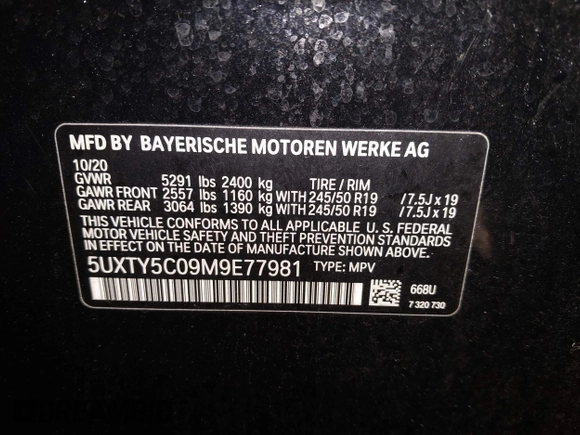 MFD BY BAYERISCHE MOTOREN WERKE AG
10/20
GVWR 5291 lbs 2400 kg TIRE / RIM
GAWR FRONT 2557 lbs 1160 kg WITH 245/50 R19 / 7.5J x 19
GAWR REAR 3064 lbs 1390 kg WITH 245/50 R19 / 7.5J x 19
THIS VEHICLE CONFORMS TO ALL APPLICABLE U. S. FEDERAL
MOTOR VEHICLE SAFETY AND THEFT PREVENTION STANDARDS
IN EFFECT ON THE DATE OF MANUFACTURE SHOWN ABOVE.
5UXTY5C09M9E77981 TYPE: MPV
668U
7 320 730